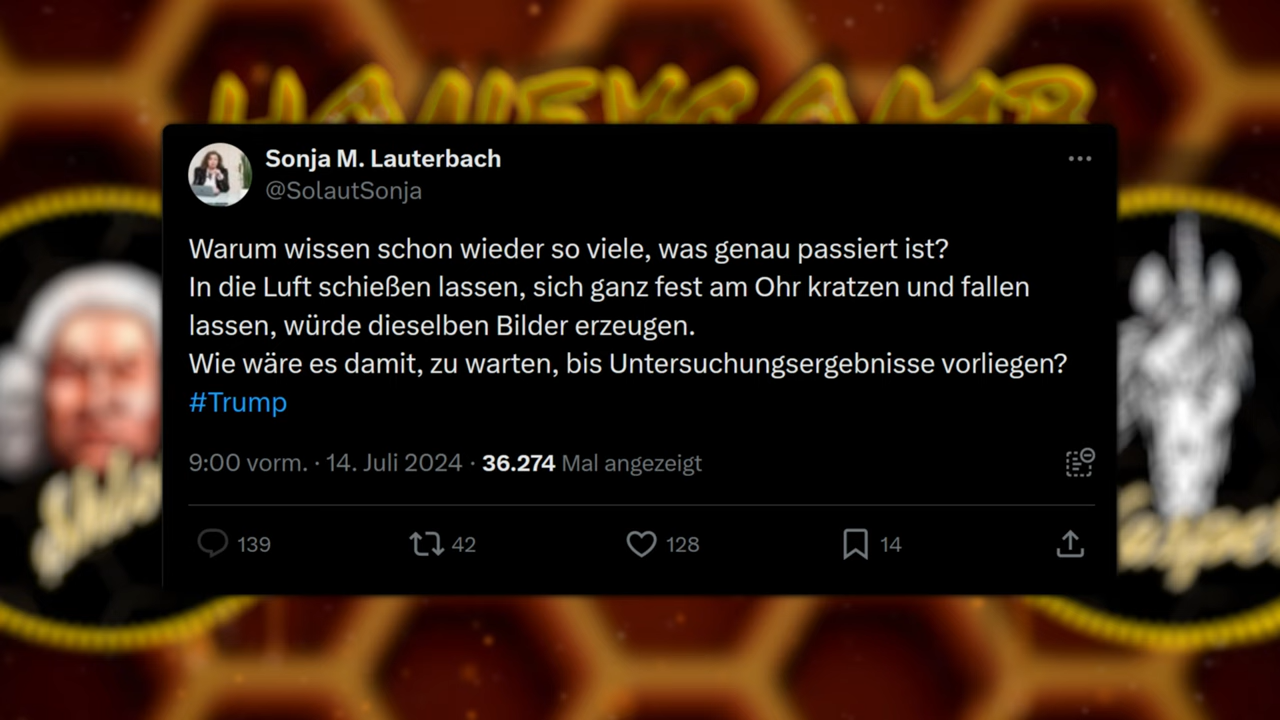 HONEYCOMB
Sonja M. Lauterbach
@SolautSonja
Warum wissen schon wieder so viele, was genau passiert ist?
In die Luft schießen lassen, sich ganz fest am Ohr kratzen und fallen
lassen, würde dieselben Bilder erzeugen.
Wie wäre es damit, zu warten, bis Untersuchungsergebnisse vorliegen?
#Trump
9:00 vorm. · 14. Juli 2024 · 36.274 Mal angezeigt
139 42 128 14